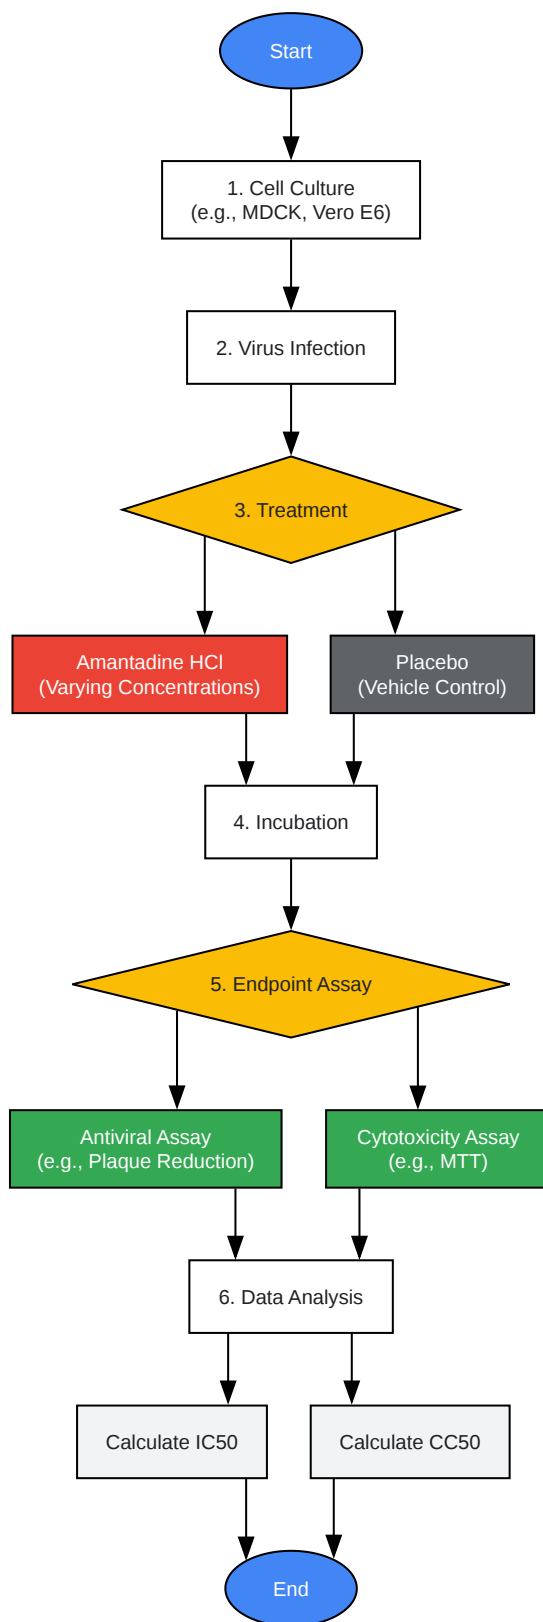 Start
1. Cell Culture
(e.g., MDCK, Vero E6)
2. Virus Infection
3. Treatment
Amantadine HCl
(Varying Concentrations)
Placebo
(Vehicle Control)
4. Incubation
5. Endpoint Assay
Antiviral Assay
(e.g., Plaque Reduction)
Cytotoxicity Assay
(e.g., MTT)
6. Data Analysis
Calculate IC50
Calculate CC50
End